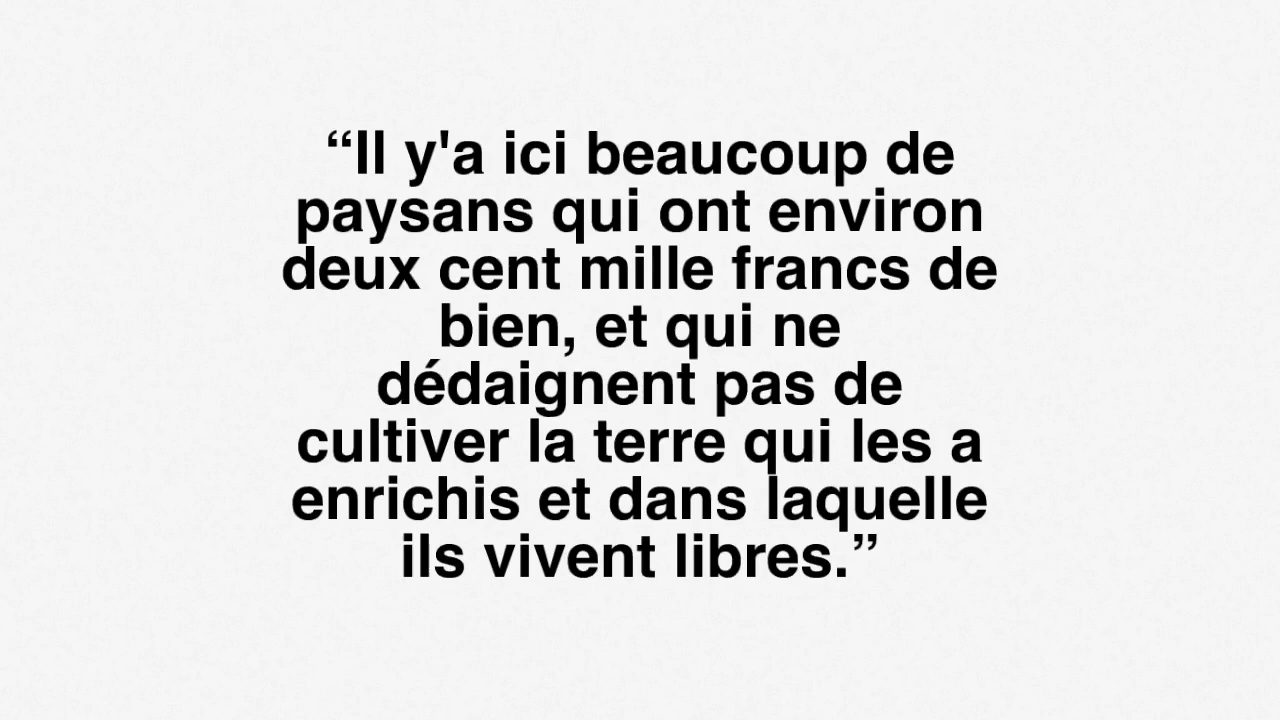 “Il y'a ici beaucoup de
paysans qui ont environ
deux cent mille francs de
bien, et qui ne
dédaignent pas de
cultiver la terre qui les a
enrichis et dans laquelle
ils vivent libres.”